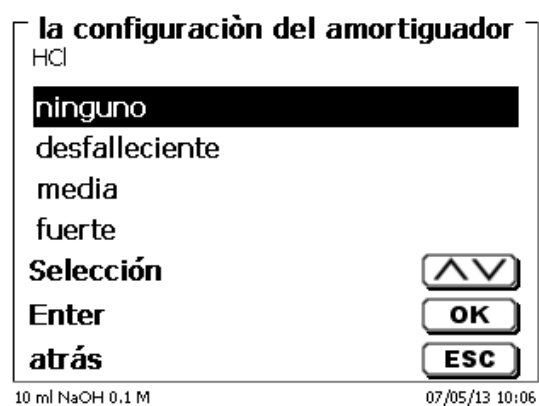 la configuraciòn del amortiguador
HCl
ninguno
desfalleciente
media
fuerte
Selección
Enter OK
atrás ESC
10 ml NaOH 0.1 M 07/05/13 10:06